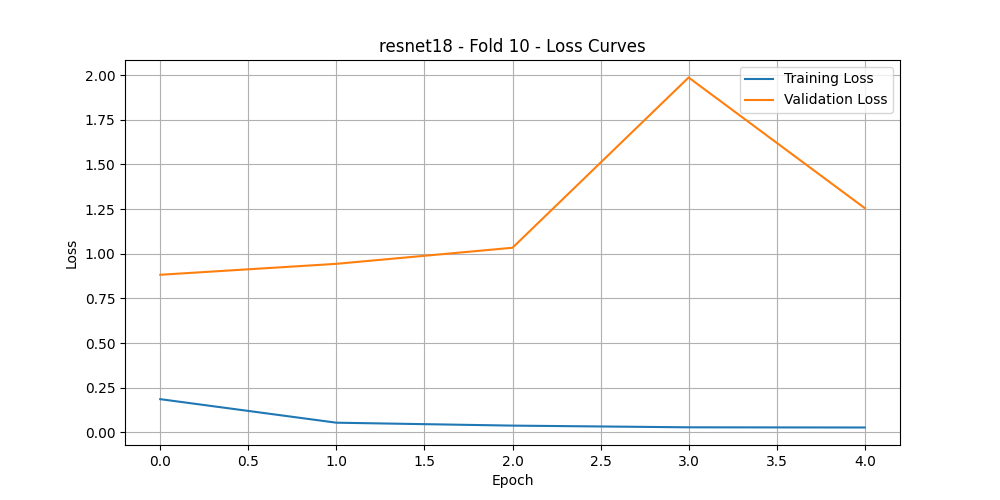 resnet18 - Fold 10 - Loss Curves
Training Loss
Validation Loss
2.00
1.75
1.50
1.25
1.00
0.75
0.50
0.25
0.00
Loss
0.0 0.5 1.0 1.5 2.0 2.5 3.0 3.5 4.0
Epoch